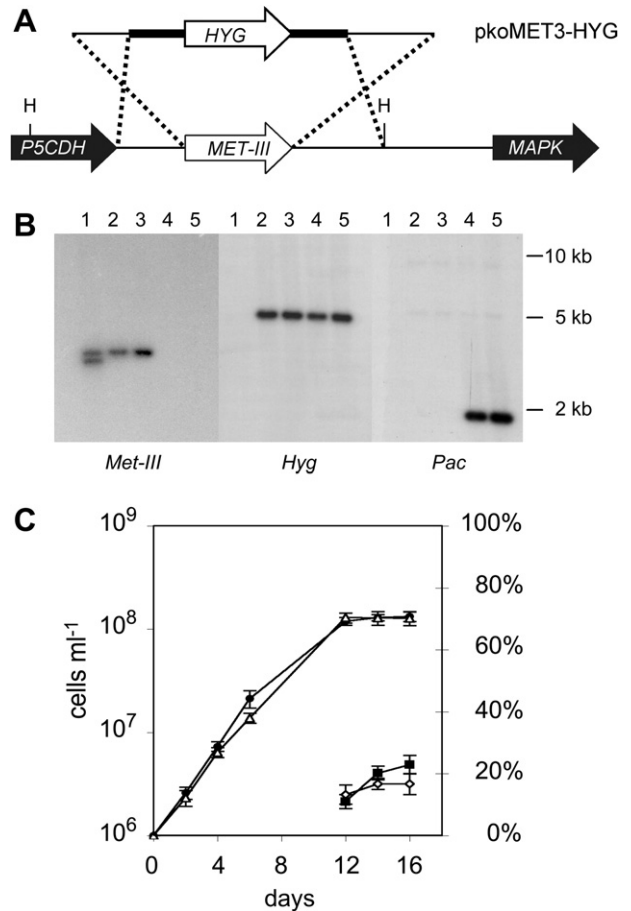 A
HYG
pkoMET3-HYG
H
H
P5CDH
MET-III
MAPK
B
1 2 3 4 5 1 2 3 4 5 1 2 3 4 5
10 kb
5 kb
2 kb
Met-III Hyg Pac
C
10⁹
10⁸
10⁷
10⁶
cells ml⁻¹
100%
80%
60%
40%
20%
0%
0 4 8 12 16
days